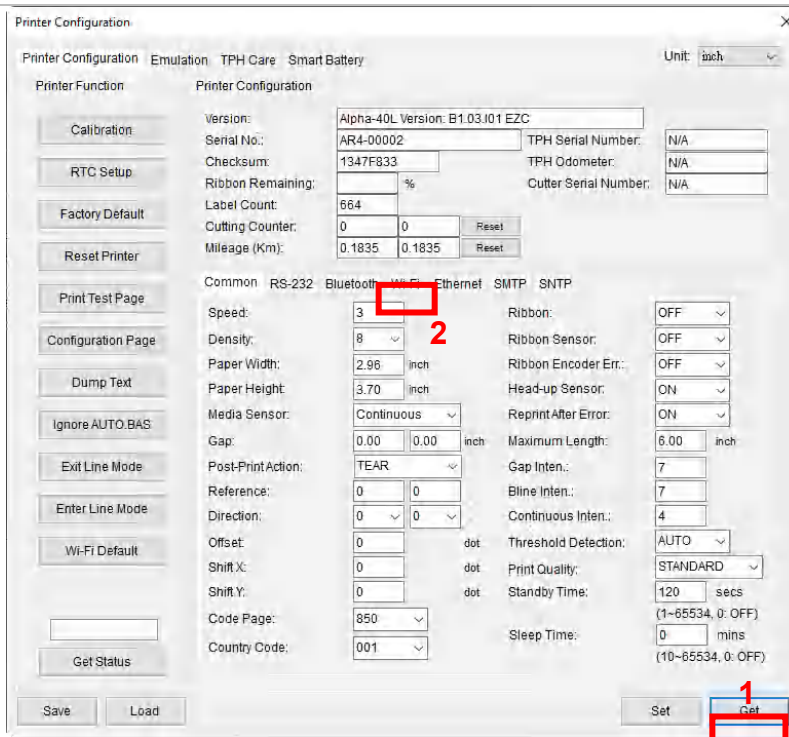 Printer Configuration
Printer Configuration Emulation TPH Care Smart Battery Unit: inch
Printer Function Printer Configuration
Version: Alpha-40L Version: B1.03.I01 EZC
Calibration
Serial No.: AR4-00002 TPH Serial Number: N/A
Checksum: 1347F833 TPH Odometer: N/A
RTC Setup
Ribbon Remaining: % Cutter Serial Number: N/A
Label Count: 664
Factory Default
Cutting Counter: 0 0 Reset
Mileage (Km): 0.1835 0.1835 Reset
Reset Printer
Common RS-232 Bluetooth Wi-Fi Ethernet SMTP SNTP
Print Test Page
Speed: 3 Ribbon: OFF
2
Configuration Page
Density: 8 Ribbon Sensor: OFF
Paper Width: 2.96 inch Ribbon Encoder Err.: OFF
Dump Text
Paper Height: 3.70 inch Head-up Sensor: ON
Media Sensor: Continuous Reprint After Error: ON
Ignore AUTO.BAS
Gap: 0.00 0.00 inch Maximum Length: 6.00 inch
Exit Line Mode
Post-Print Action: TEAR Gap Inten.: 7
Reference: 0 0 Bline Inten.: 7
Enter Line Mode
Direction: 0 0 Continuous Inten.: 4
Offset: 0 dot Threshold Detection: AUTO
Wi-Fi Default
Shift X: 0 dot Print Quality: STANDARD
Shift Y: 0 dot Standby Time: 120 secs
(1~65534, 0: OFF)
Code Page: 850
Sleep Time: 0 mins
Country Code: 001
(10~65534, 0: OFF)
Get Status
1
Save Load Set Get